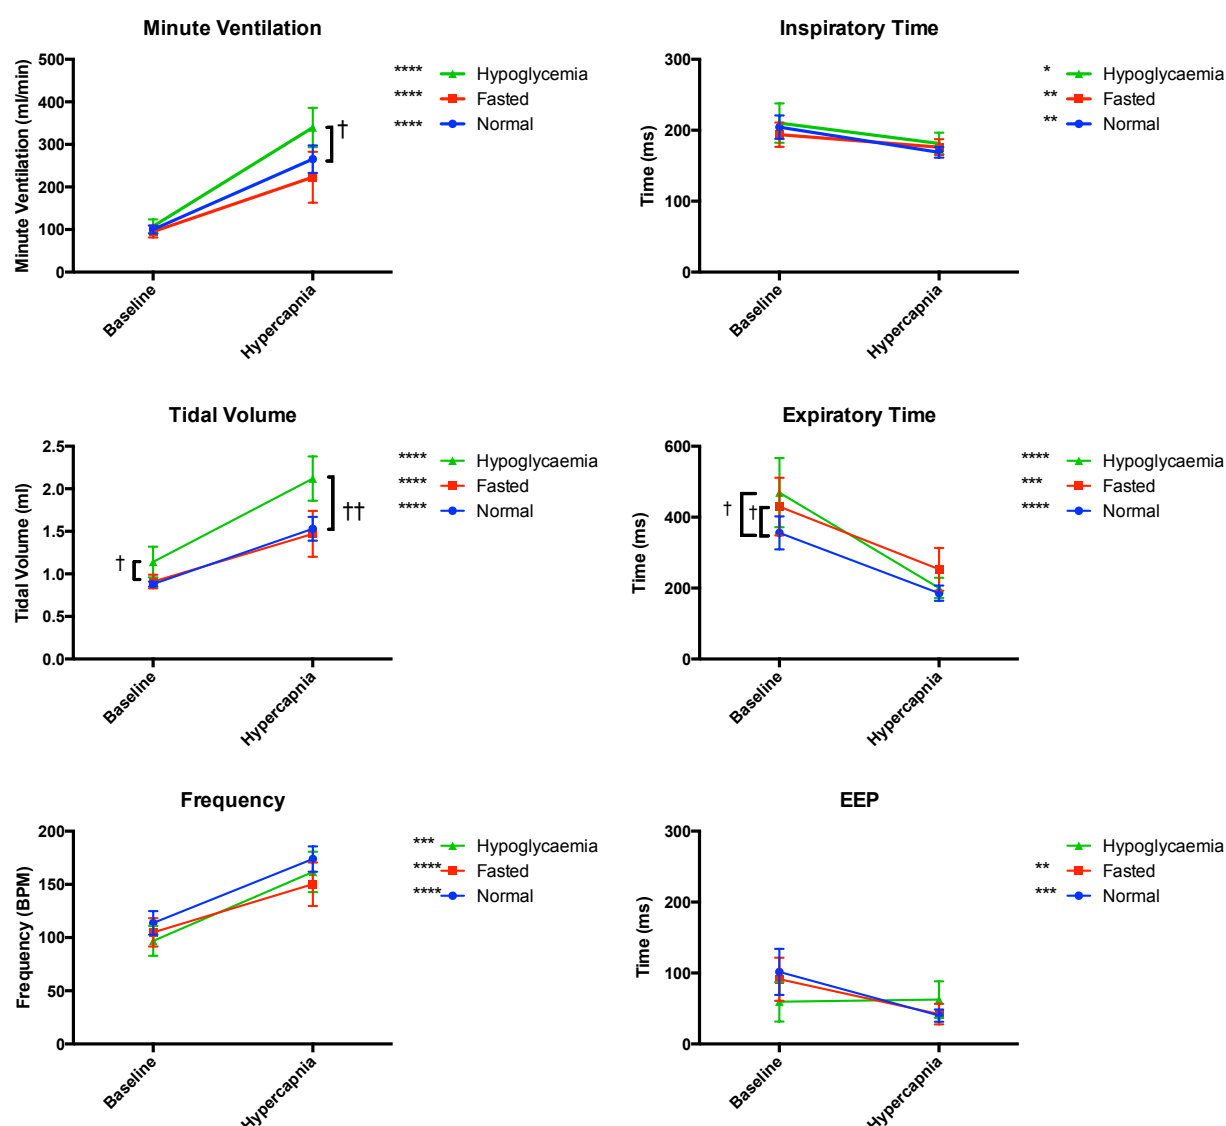 Minute Ventilation
Minute Ventilation (ml/min)
500
400
300
200
100
0
Baseline
Hypercapnia
†
**** Hypoglycemia
**** Fasted
**** Normal
Inspiratory Time
Time (ms)
300
200
100
0
Baseline
Hypercapnia
* Hypoglycaemia
** Fasted
** Normal
Tidal Volume
Tidal Volume (ml)
2.5
2.0
1.5
1.0
0.5
0.0
Baseline
Hypercapnia
†
††
**** Hypoglycaemia
**** Fasted
**** Normal
Expiratory Time
Time (ms)
600
400
200
0
Baseline
Hypercapnia
† †
**** Hypoglycaemia
*** Fasted
**** Normal
Frequency
Frequency (BPM)
200
150
100
50
0
Baseline
Hypercapnia
*** Hypoglycaemia
**** Fasted
**** Normal
EEP
Time (ms)
300
200
100
0
Baseline
Hypercapnia
Hypoglycaemia
** Fasted
*** Normal